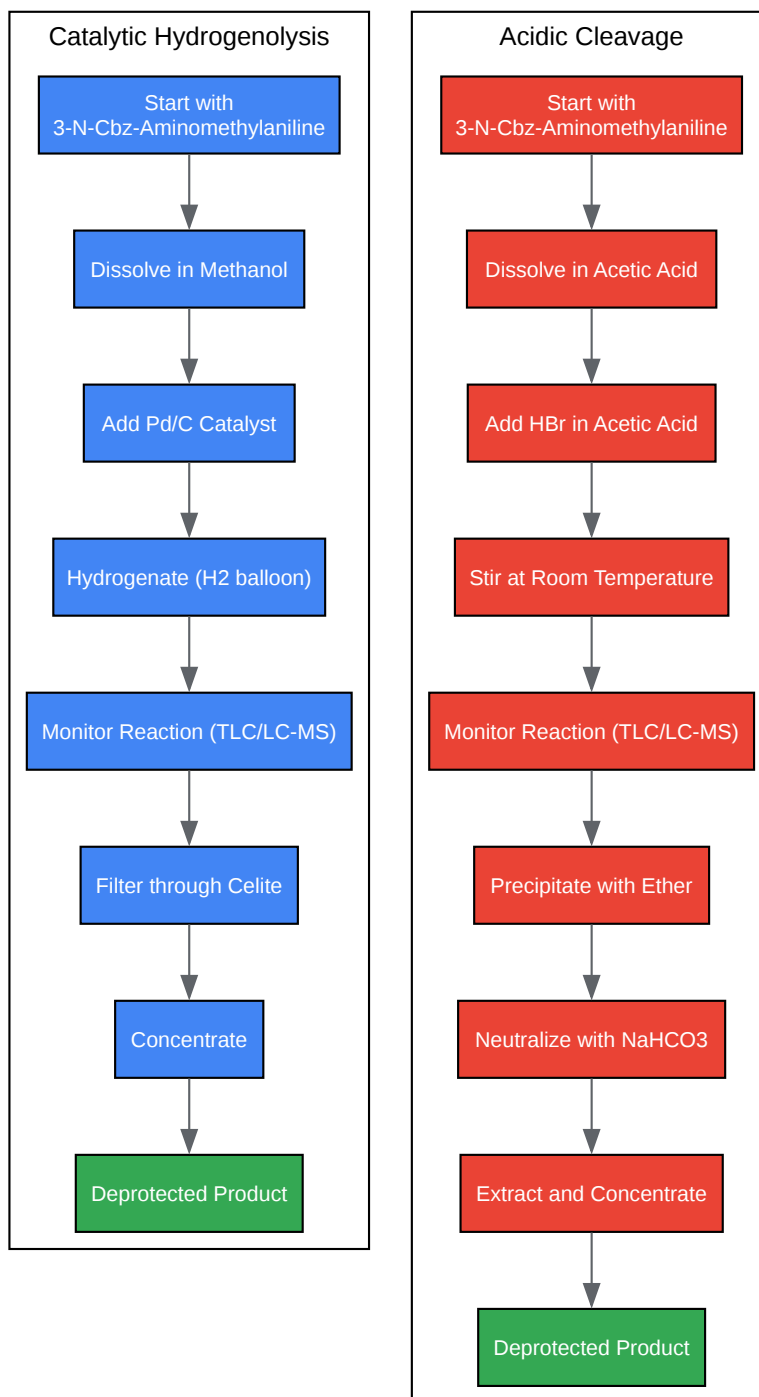 Catalytic Hydrogenolysis
Start with
3-N-Cbz-Aminomethylaniline
Dissolve in Methanol
Add Pd/C Catalyst
Hydrogenate (H2 balloon)
Monitor Reaction (TLC/LC-MS)
Filter through Celite
Concentrate
Deprotected Product
Acidic Cleavage
Start with
3-N-Cbz-Aminomethylaniline
Dissolve in Acetic Acid
Add HBr in Acetic Acid
Stir at Room Temperature
Monitor Reaction (TLC/LC-MS)
Precipitate with Ether
Neutralize with NaHCO3
Extract and Concentrate
Deprotected Product